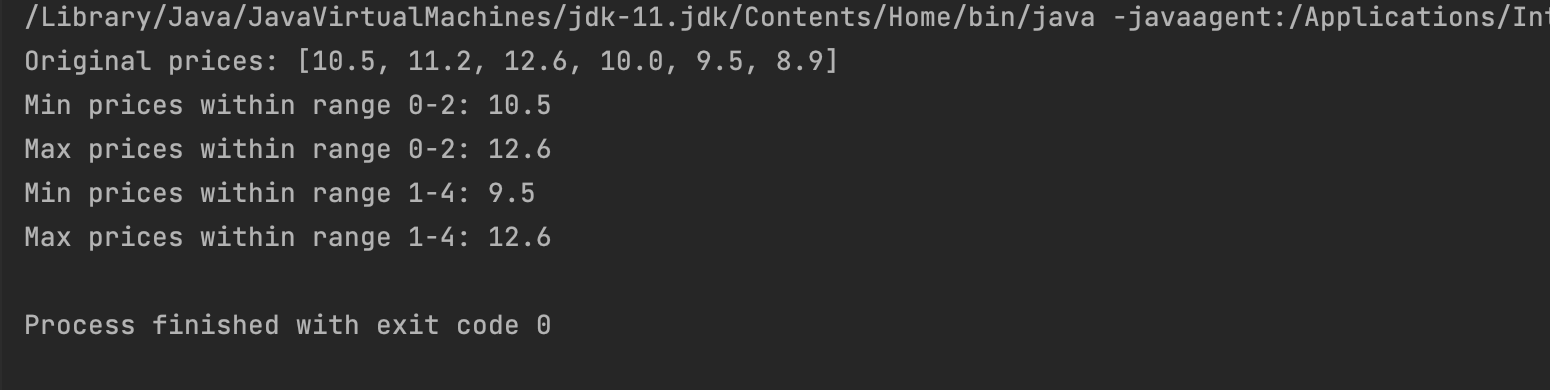 /Library/Java/JavaVirtualMachines/jdk-11.jdk/Contents/Home/bin/java -javaagent:/Applications/Int
Original prices: [10.5, 11.2, 12.6, 10.0, 9.5, 8.9]
Min prices within range 0-2: 10.5
Max prices within range 0-2: 12.6
Min prices within range 1-4: 9.5
Max prices within range 1-4: 12.6
Process finished with exit code 0